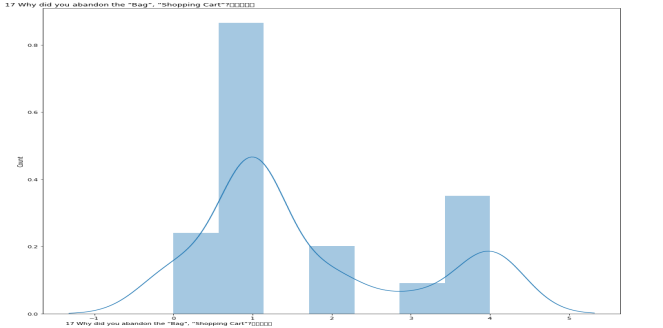 17 Why did you abandon the "Bag", "Shopping Cart"?□□□□□
0.8
0.6
Count
0.4
0.2
0.0
−1 0 1 2 3 4 5
17 Why did you abandon the "Bag", "Shopping Cart"?□□□□□